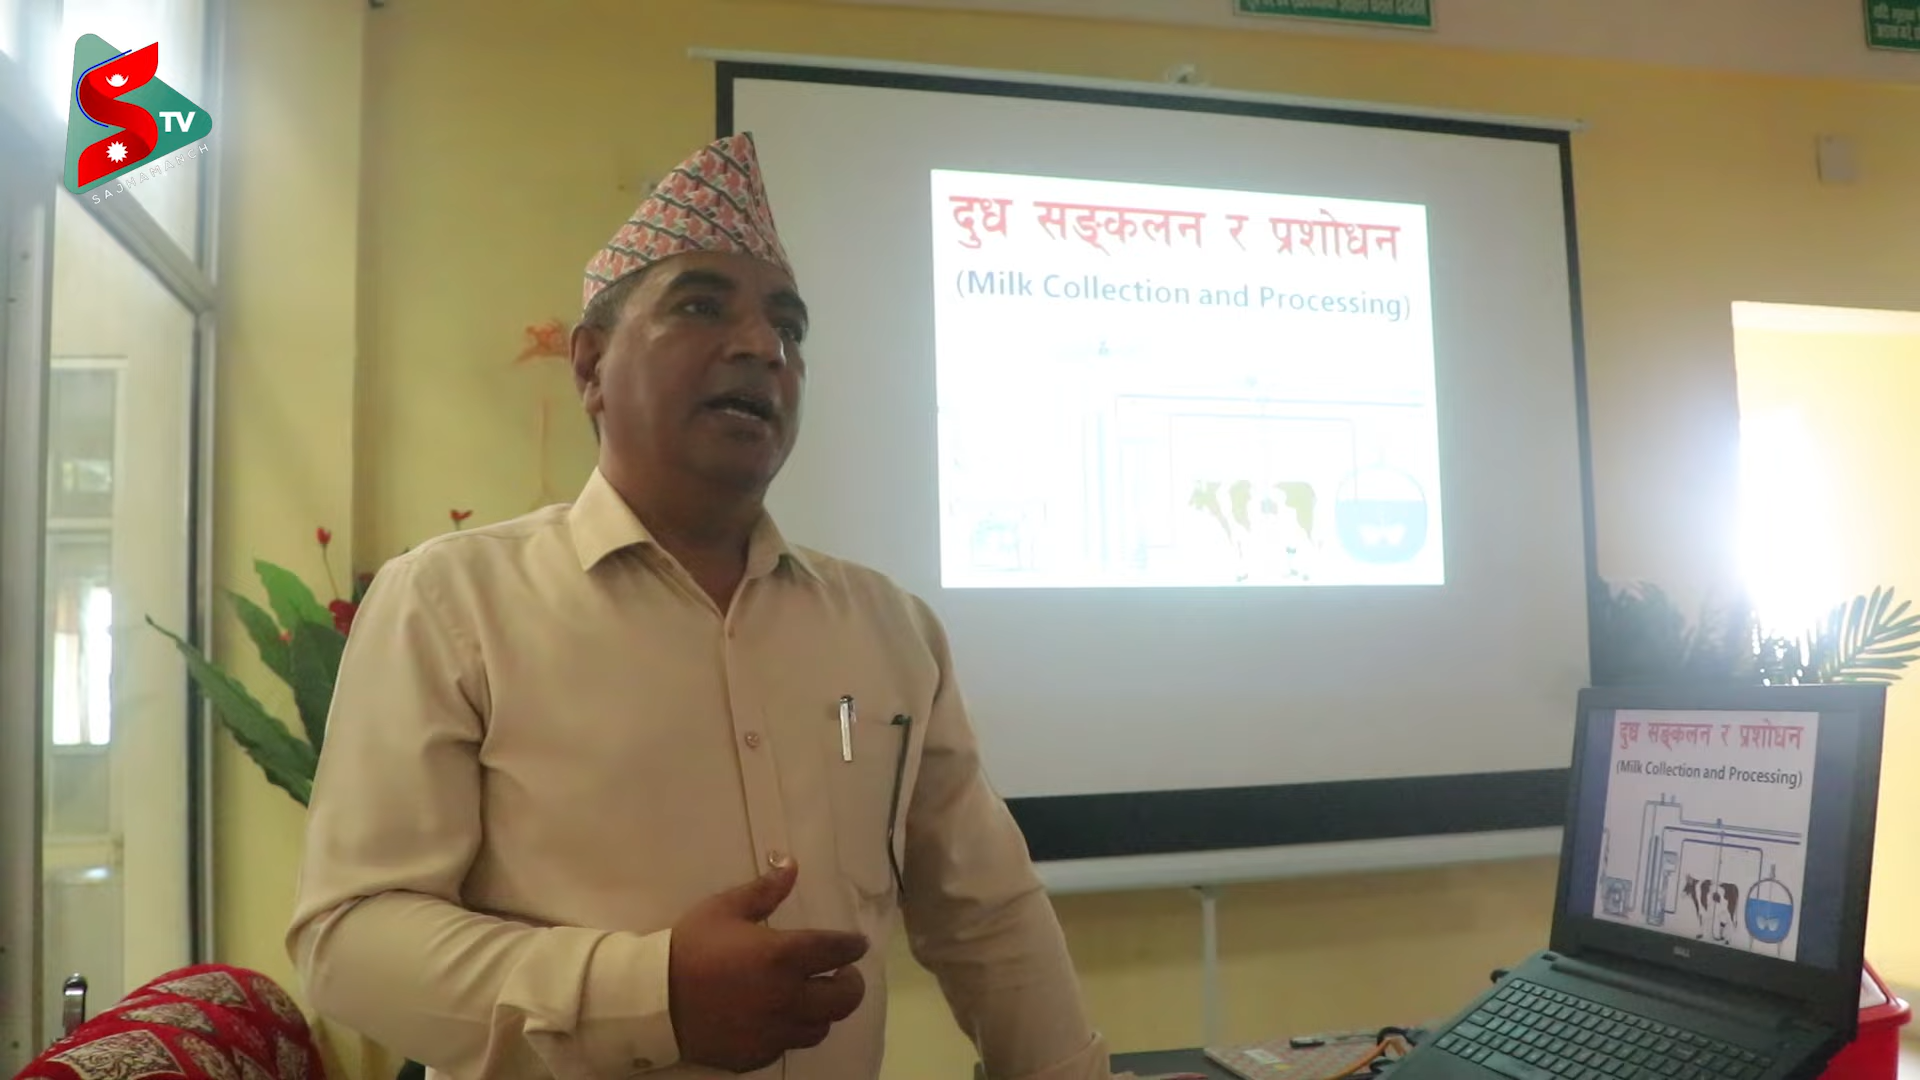 S TV
SAJHAMANCH
दुध सङ्कलन र प्रशोधन
(Milk Collection and Processing)
दुध सङ्कलन र प्रशोधन
(Milk Collection and Processing)
DELL